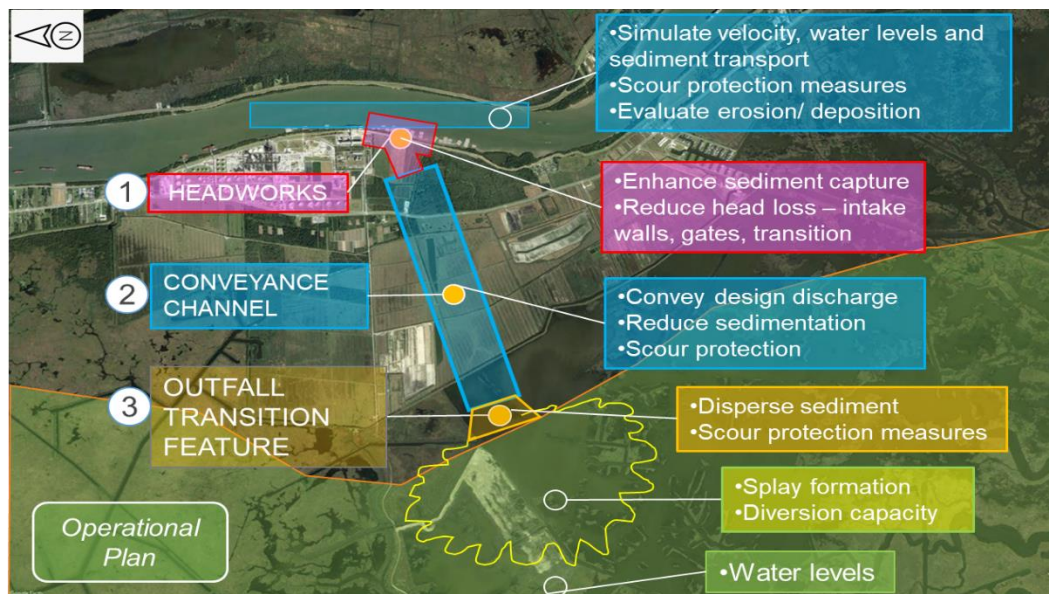 N
•Simulate velocity, water levels and
sediment transport
•Scour protection measures
•Evaluate erosion/ deposition
1
HEADWORKS
•Enhance sediment capture
•Reduce head loss – intake
walls, gates, transition
2
CONVEYANCE
CHANNEL
•Convey design discharge
•Reduce sedimentation
•Scour protection
3
OUTFALL
TRANSITION
FEATURE
•Disperse sediment
•Scour protection measures
•Splay formation
•Diversion capacity
Operational
Plan
•Water levels